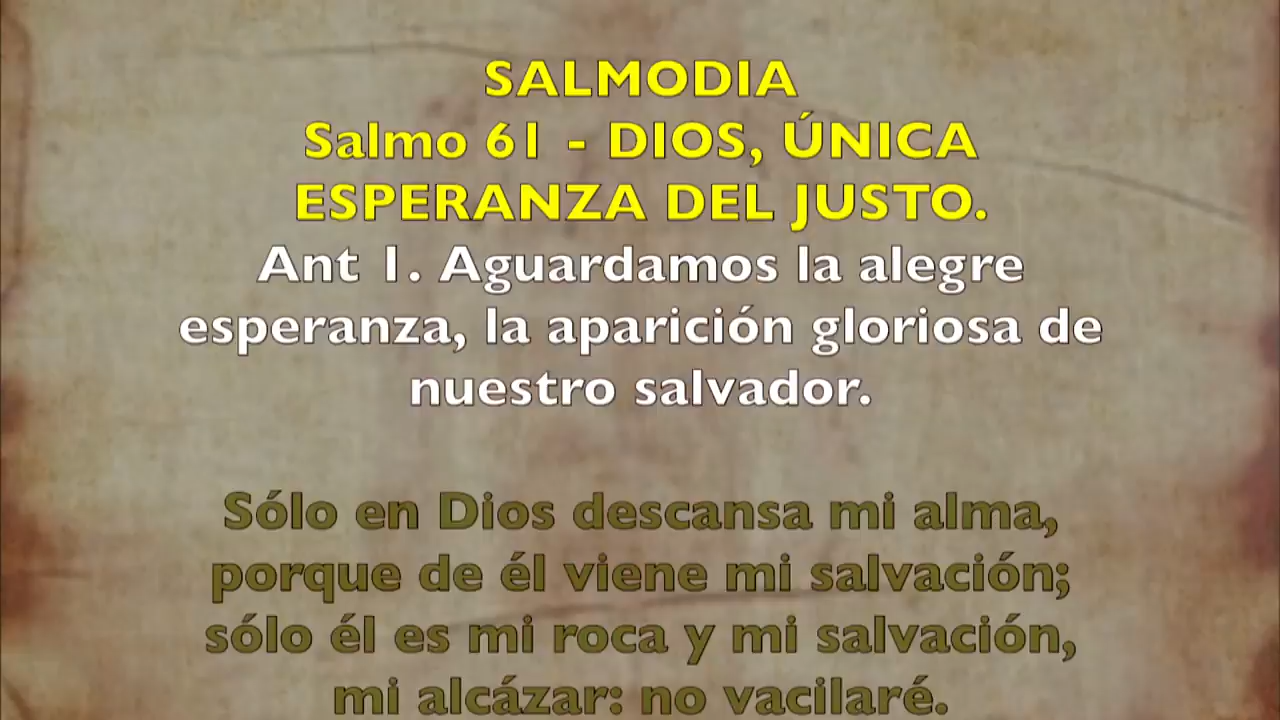 SALMODIA
Salmo 61 - DIOS, ÚNICA
ESPERANZA DEL JUSTO.
Ant 1. Aguardamos la alegre
esperanza, la aparición gloriosa de
nuestro salvador.
Sólo en Dios descansa mi alma,
porque de él viene mi salvación;
sólo él es mi roca y mi salvación,
mi alcázar: no vacilaré.